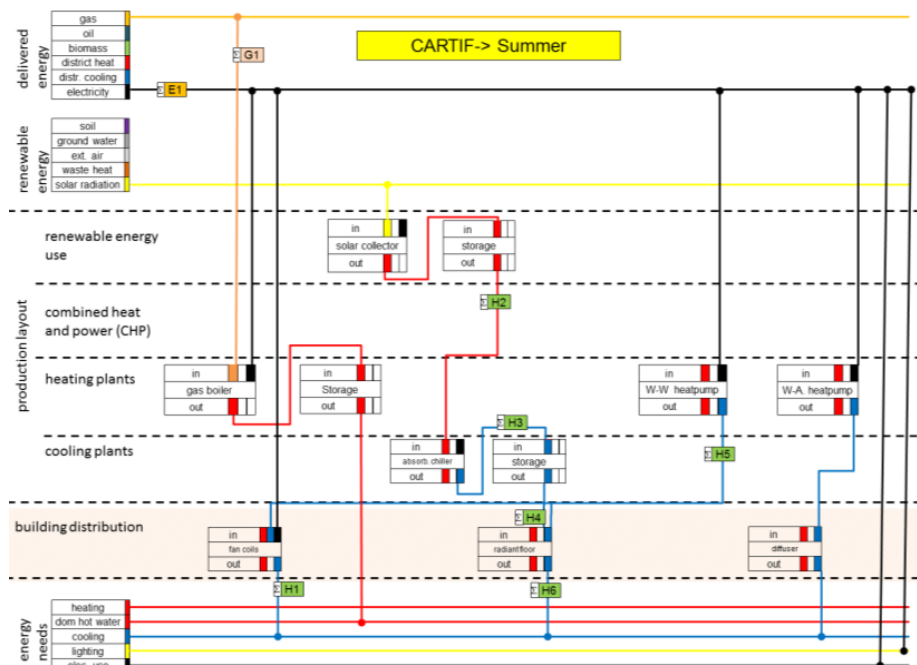 CARTIF-> Summer
delivered
energy
gas
oil
biomass
district heat
distr. cooling
electricity
Σ G1
Σ E1
renewable
energy
soil
ground water
ext. air
waste heat
solar radiation
production layout
renewable energy
use
in
solar collector
out
in
storage
out
combined heat
and power (CHP)
Σ H2
heating plants
in
gas boiler
out
in
Storage
out
in
W-W heatpump
out
in
W-A. heatpump
out
cooling plants
Σ H3
in
absorb. chiller
out
in
storage
out
Σ H5
building distribution
Σ H4
in
fan coils
out
in
radiantfloor
out
in
diffuser
out
Σ H1
Σ H6
energy
needs
heating
dom hot water
cooling
lighting